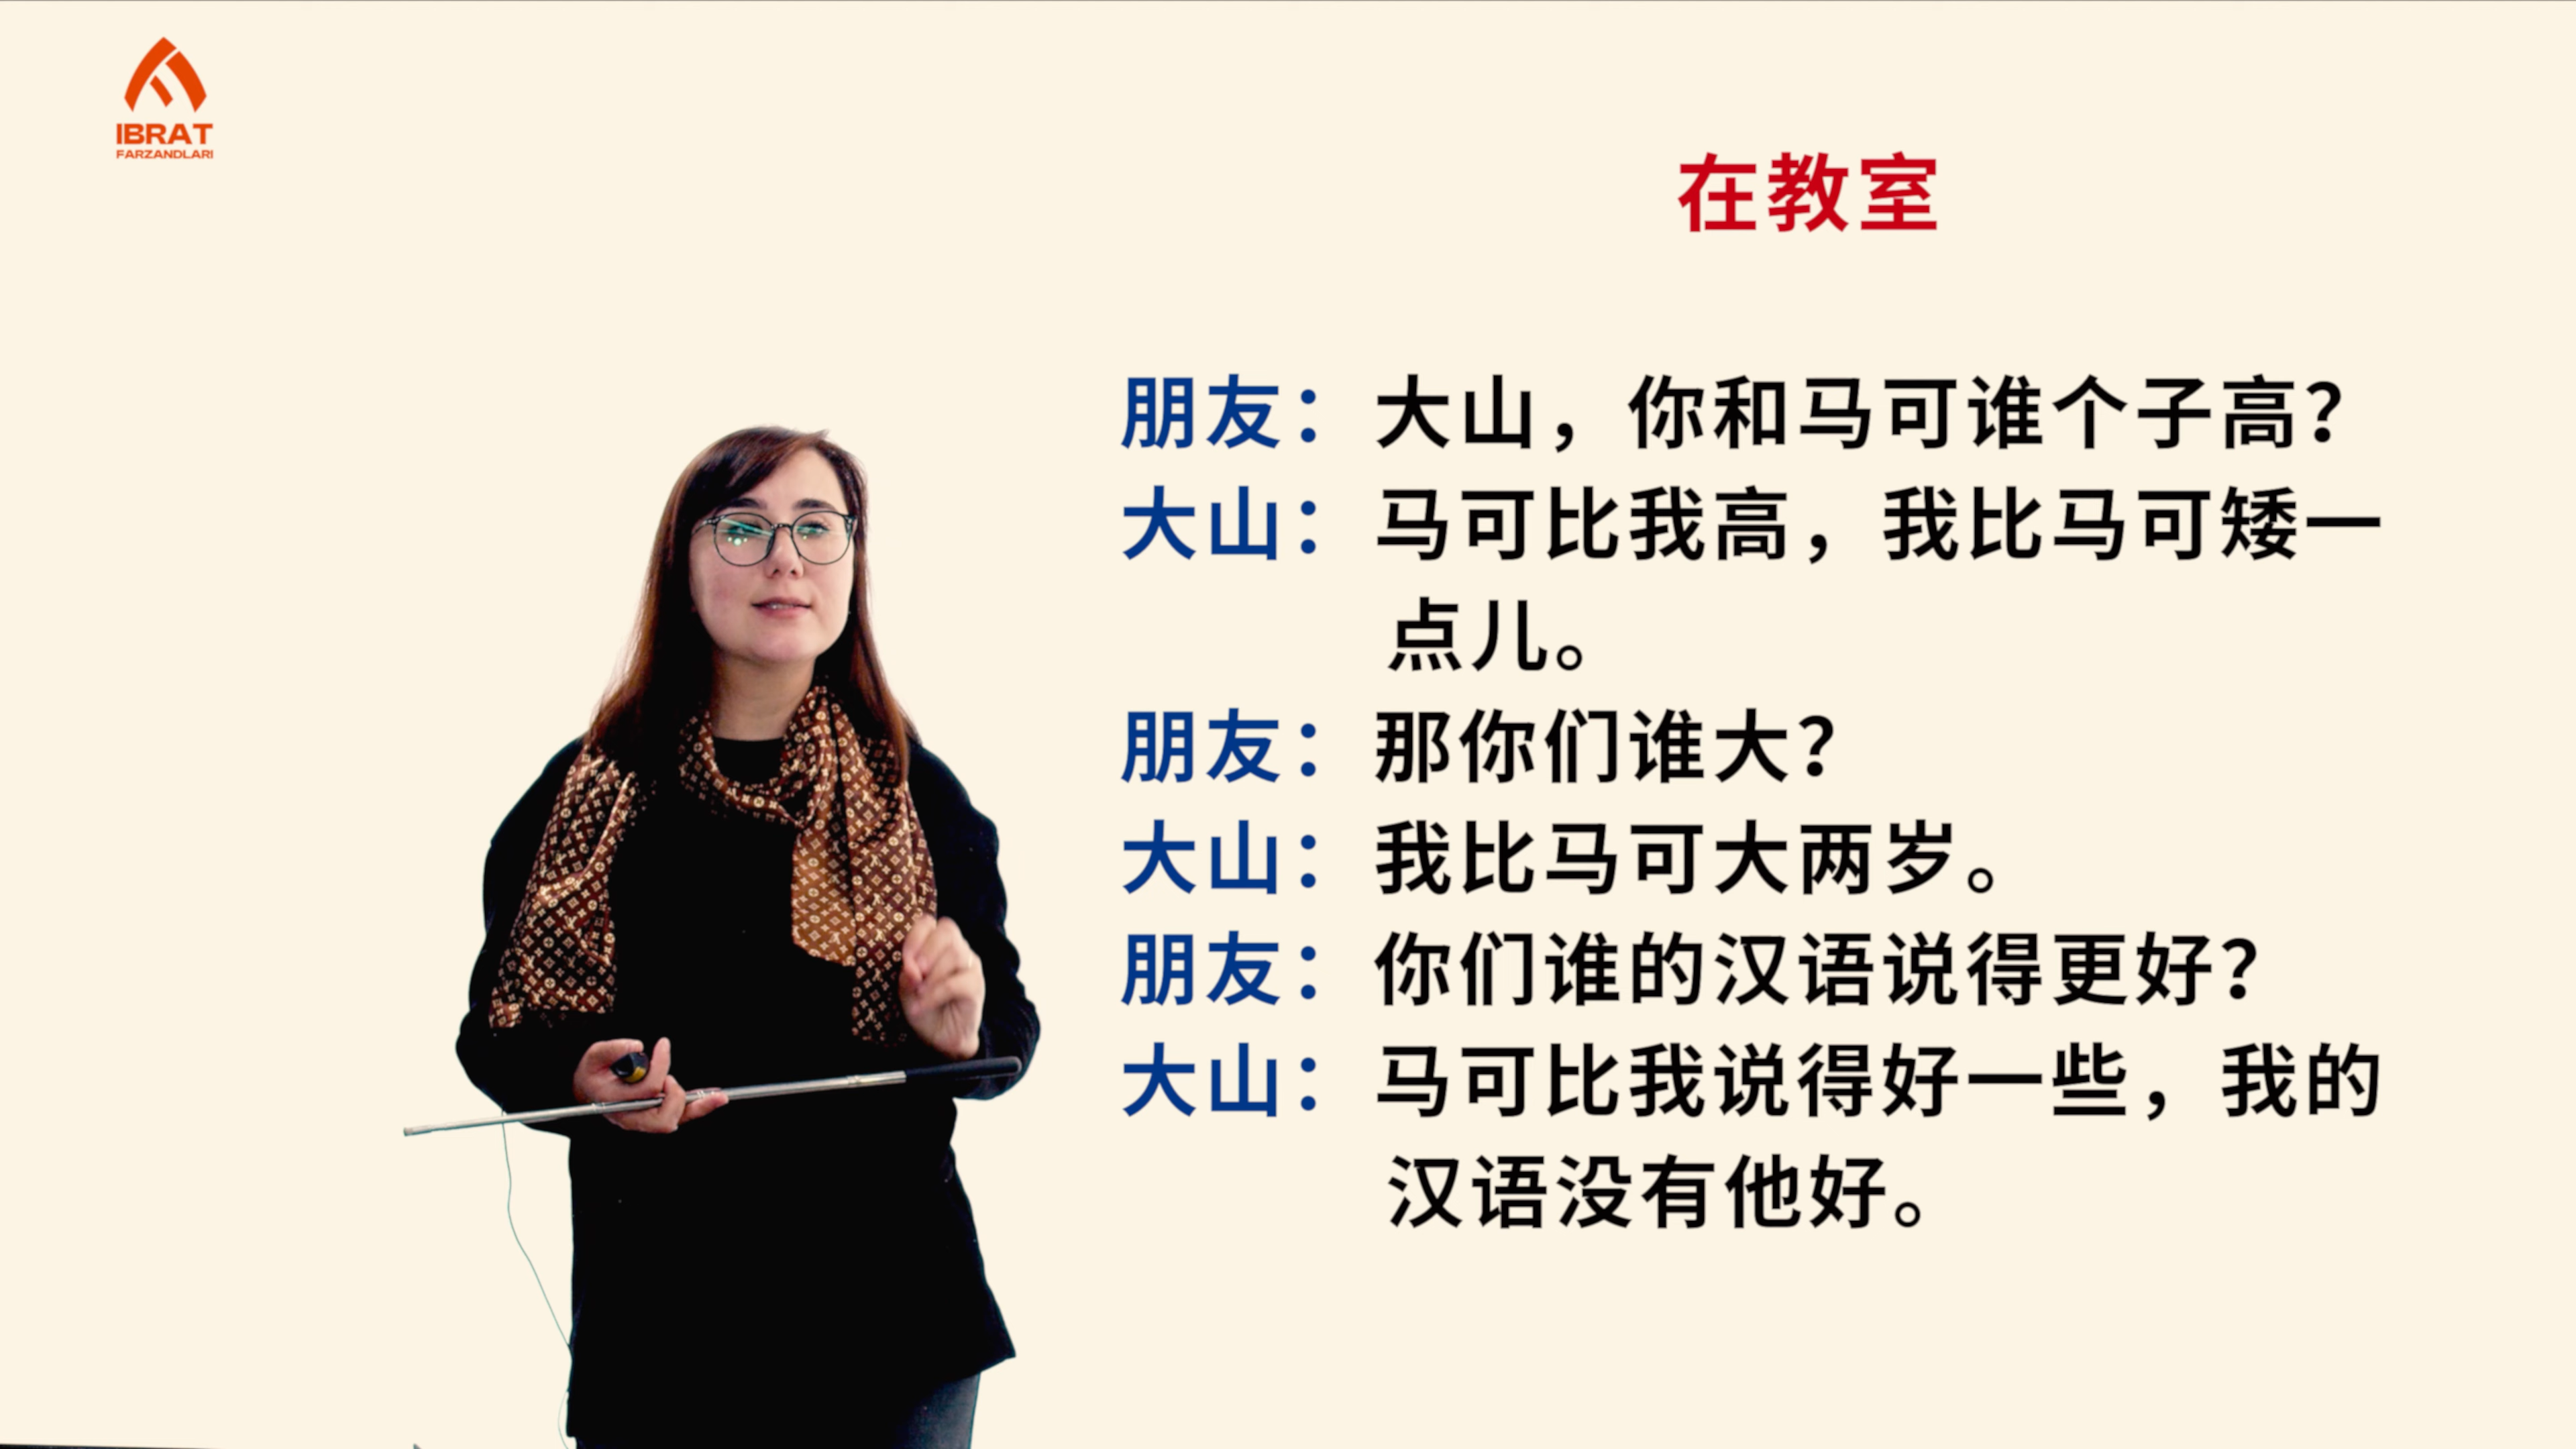 IBRAT
FARZANDLARI
在教室
朋友：大山，你和马可谁个子高？
大山：马可比我高，我比马可矮一
点儿。
朋友：那你们谁大？
大山：我比马可大两岁。
朋友：你们谁的汉语说得更好？
大山：马可比我说得好一些，我的
汉语没有他好。